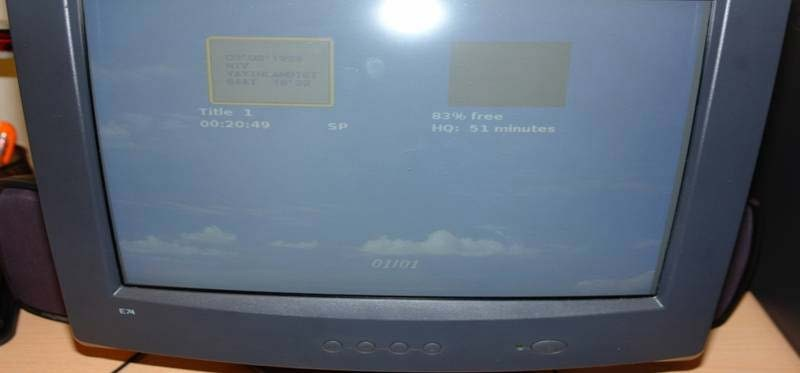 Title 1
00:20:49 SP
83% free
HQ: 51 minutes
01/01
E74